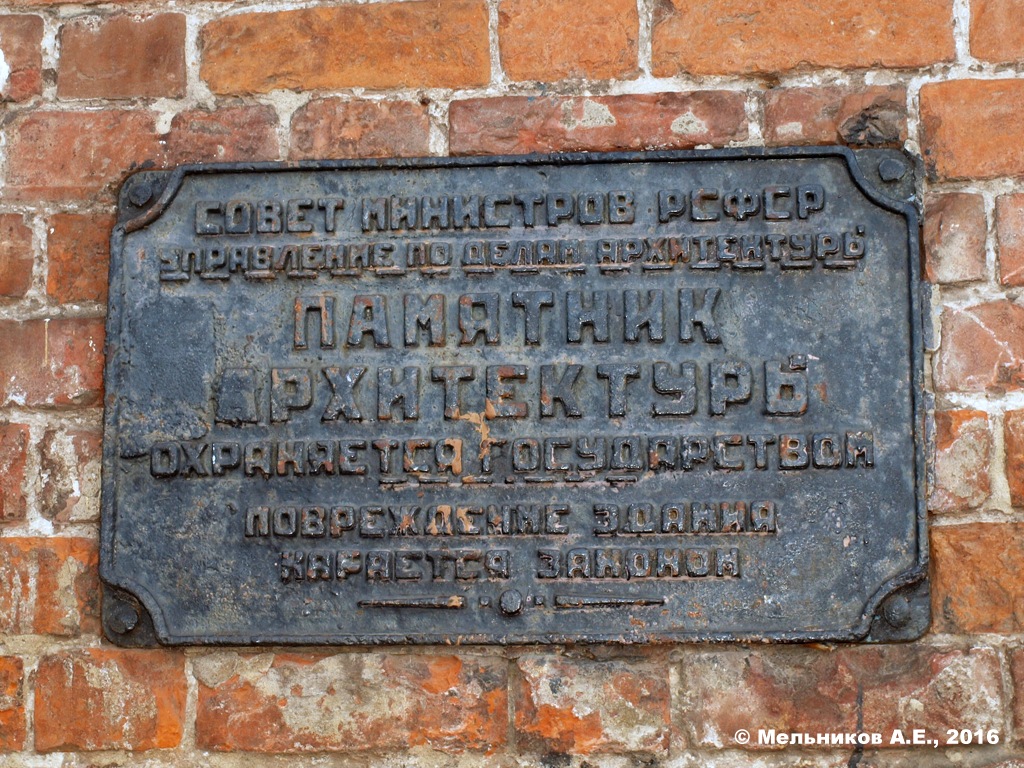 СОВЕТ МИНИСТРОВ РСФСР
УПРАВЛЕНИЕ ПО ДЕЛАМ АРХИТЕКТУРЫ
ПАМЯТНИК
АРХИТЕКТУРЫ
ОХРАНЯЕТСЯ ГОСУДАРСТВОМ
ПОВРЕЖДЕНИЕ ЗДАНИЯ
КАРАЕТСЯ ЗАКОНОМ
© Мельников А.Е., 2016